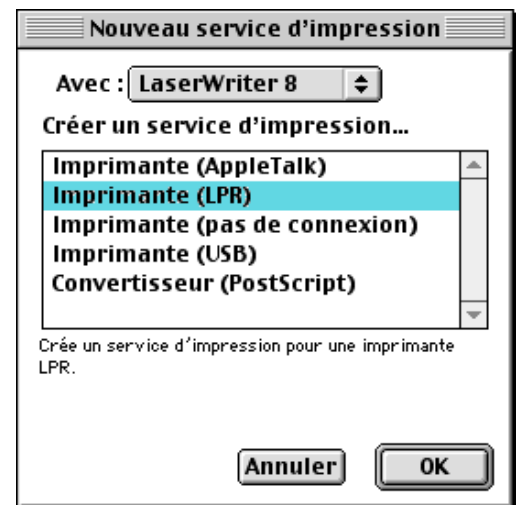 Nouveau service d'impression
Avec : LaserWriter 8
Créer un service d'impression...
Imprimante (AppleTalk)
Imprimante (LPR)
Imprimante (pas de connexion)
Imprimante (USB)
Convertisseur (PostScript)
Crée un service d'impression pour une imprimante
LPR.
Annuler OK